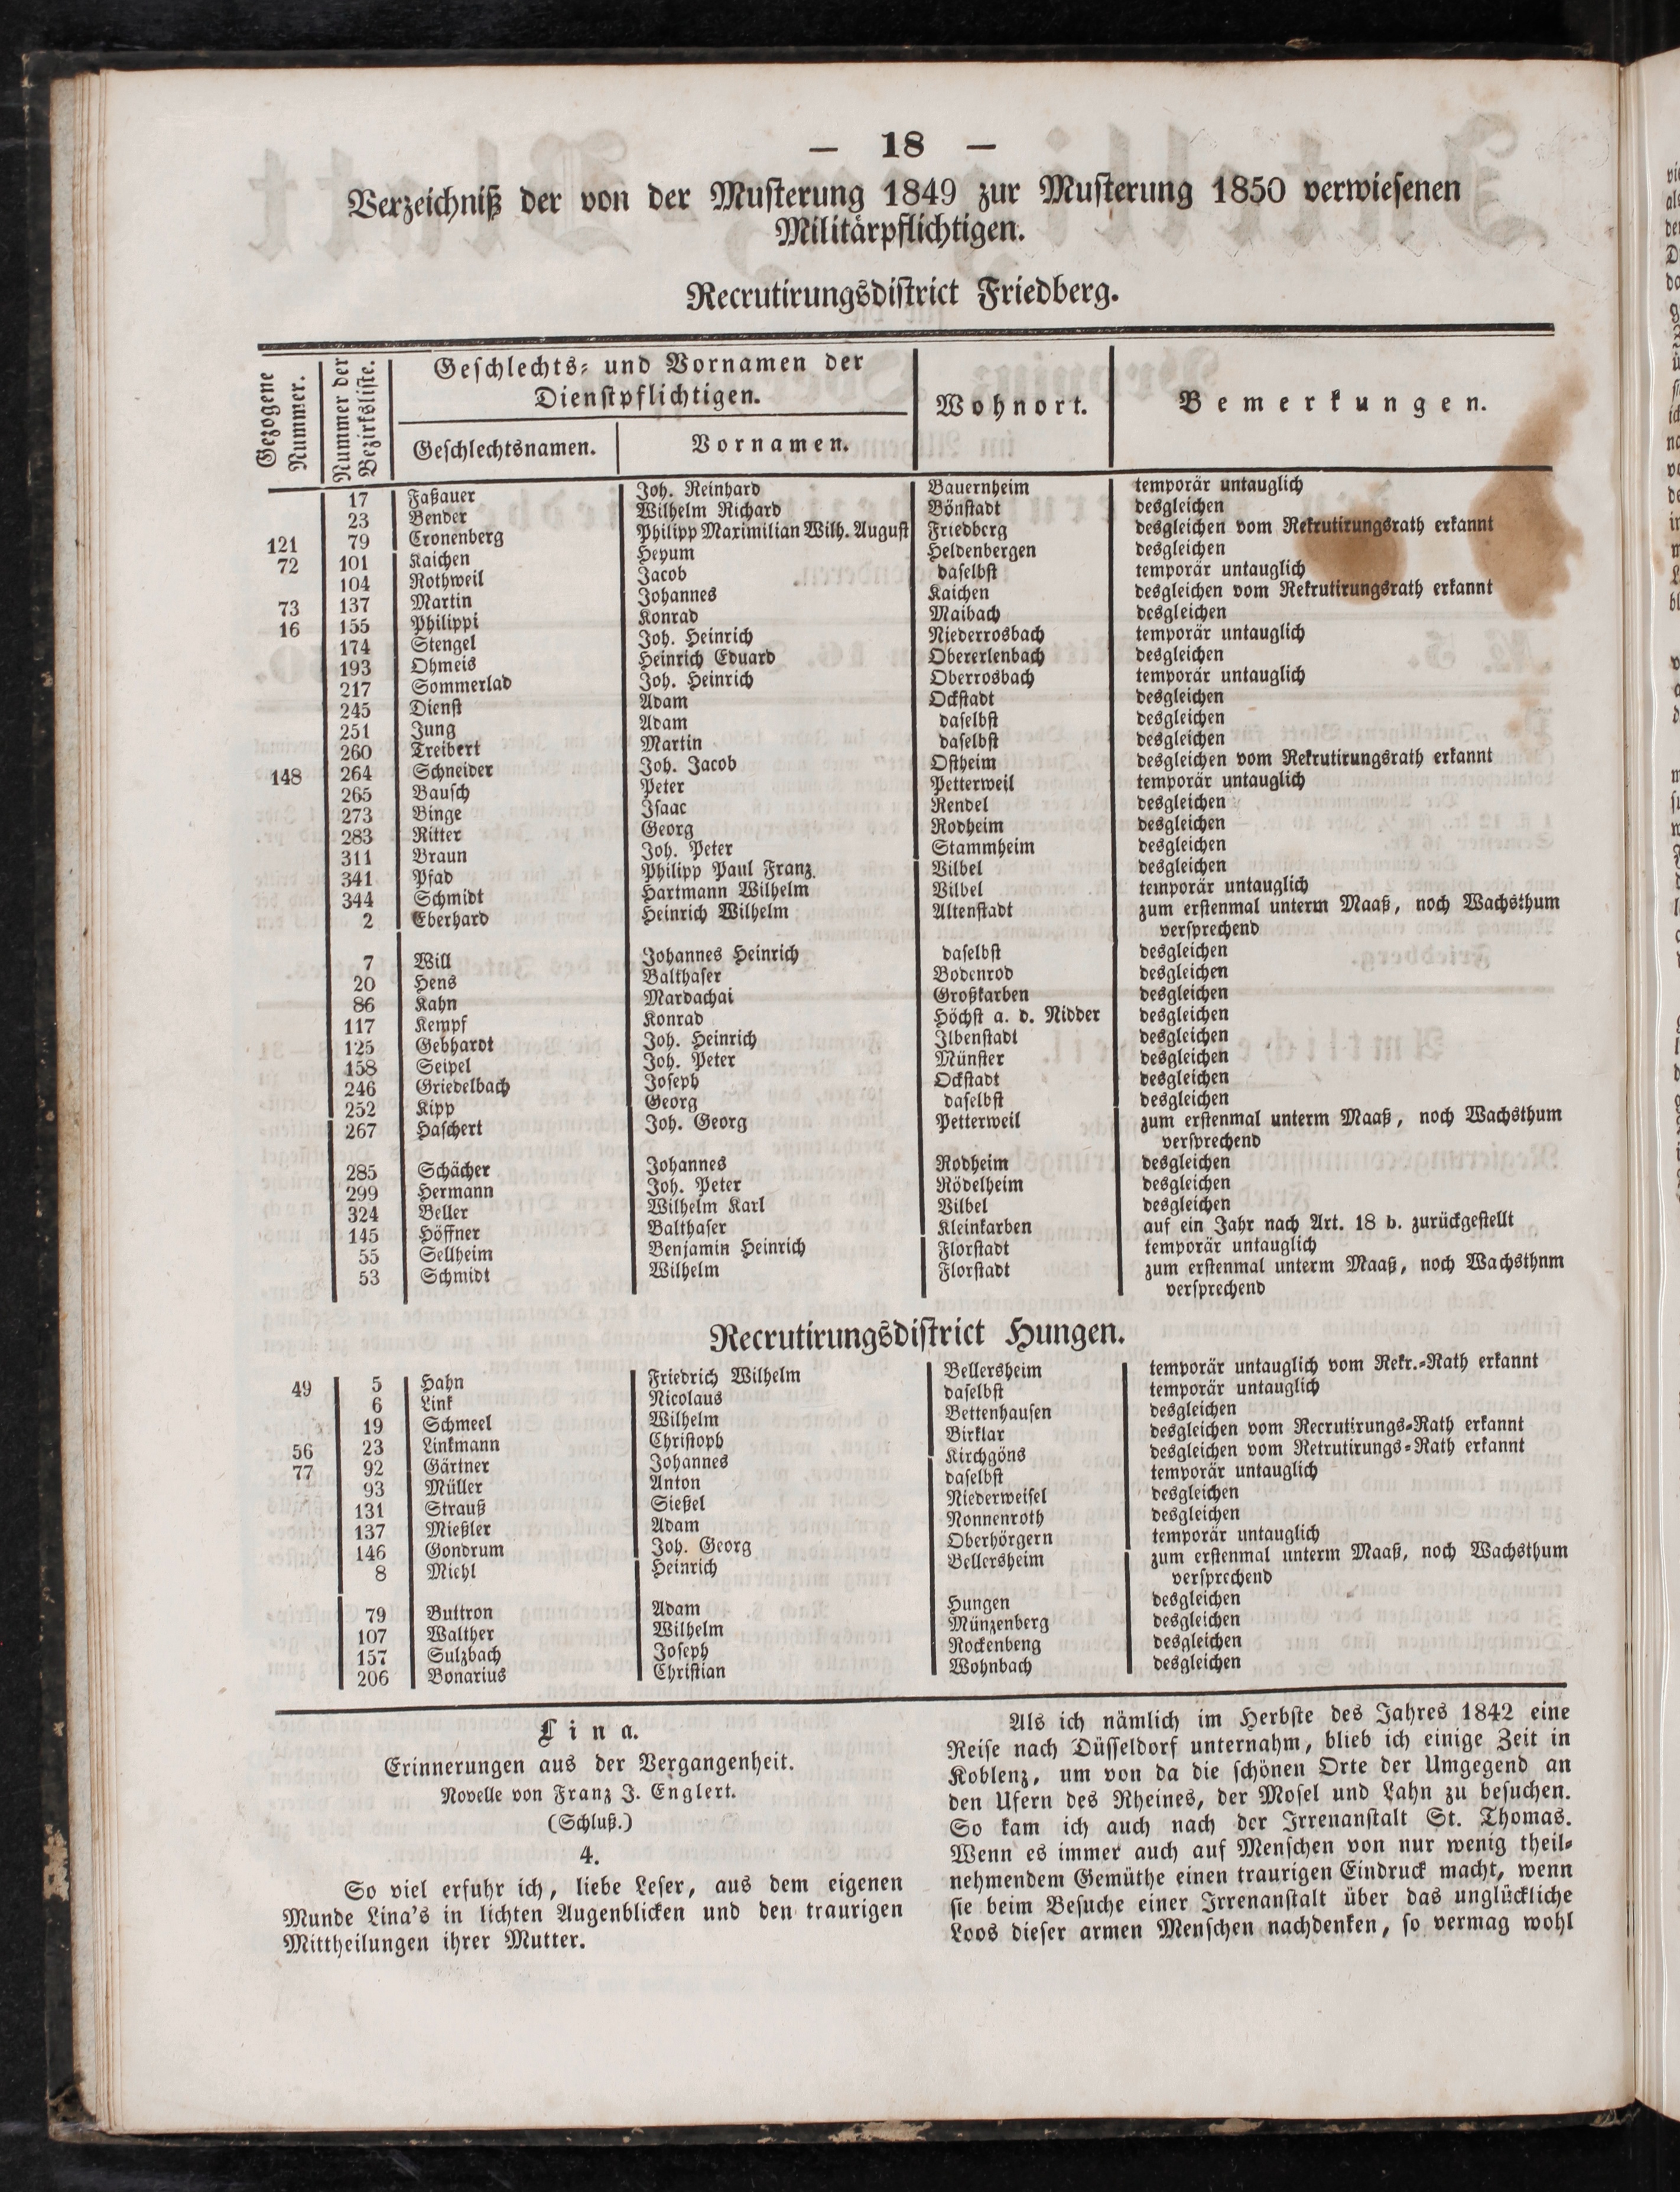 — 18 —
Verzeichniß der von der Musterung 1849 zur Musterung 1850 verwiesenen
Militärpflichtigen.
Recrutirungsdistrict Friedberg.
Gezogene Nummer.
Nummer der Bezirksliste.
Geschlechts- und Vornamen der
Dienstpflichtigen.
Geschlechtsnamen. Vornamen.
Wohnort.
Bemerkungen.
17 Faßauer Joh. Reinhard Bauernheim temporär untauglich
23 Bender Wilhelm Richard Bönstadt desgleichen
121 79 Cronenberg Philipp Maximilian Wilh. August Friedberg desgleichen vom Rekrutirungsrath erkannt
72 101 Kaichen Heyum Heldenbergen desgleichen
104 Rothweil Jacob daselbst temporär untauglich
73 137 Martin Johannes Kaichen desgleichen vom Rekrutirungsrath erkannt
16 155 Philippi Konrad Maibach desgleichen
174 Stengel Joh. Heinrich Niederrosbach temporär untauglich
193 Ohmeis Heinrich Eduard Obererlenbach desgleichen
217 Sommerlad Joh. Heinrich Oberrosbach temporär untauglich
245 Dienst Adam Ockstadt desgleichen
251 Jung Adam daselbst desgleichen
260 Treibert Martin daselbst desgleichen
148 264 Schneider Joh. Jacob Ostheim desgleichen vom Rekrutirungsrath erkannt
265 Bausch Peter Petterweil temporär untauglich
273 Binge Isaac Rendel desgleichen
283 Ritter Georg Rodheim desgleichen
311 Braun Joh. Peter Stammheim desgleichen
341 Pfad Philipp Paul Franz Vilbel desgleichen
344 Schmidt Hartmann Wilhelm Vilbel temporär untauglich
2 Eberhard Heinrich Wilhelm Altenstadt zum erstenmal unterm Maaß, noch Wachsthum
versprechend
7 Will Johannes Heinrich daselbst desgleichen
20 Hens Balthaser Bodenrod desgleichen
86 Kahn Mardachai Großkarben desgleichen
117 Kempf Konrad Höchst a. d. Nidder desgleichen
125 Gebhardt Joh. Heinrich Ilbenstadt desgleichen
158 Seipel Joh. Peter Münster desgleichen
246 Griedelbach Joseph Ockstadt desgleichen
252 Kipp Georg daselbst desgleichen
267 Haschert Joh. Georg Petterweil zum erstenmal unterm Maaß, noch Wachsthum
versprechend
285 Schächer Johannes Rodheim desgleichen
299 Hermann Joh. Peter Rödelheim desgleichen
324 Beller Wilhelm Karl Vilbel desgleichen
145 Höffner Balthaser Kleinkarben auf ein Jahr nach Art. 18 b. zurückgestellt
55 Sellheim Benjamin Heinrich Florstadt temporär untauglich
53 Schmidt Wilhelm Florstadt zum erstenmal unterm Maaß, noch Wachsthnm
versprechend
Recrutirungsdistrict Hungen.
49 5 Hahn Friedrich Wilhelm Bellersheim temporär untauglich vom Rekr.-Rath erkannt
6 Link Nicolaus daselbst temporär untauglich
19 Schmeel Wilhelm Bettenhausen desgleichen
56 23 Linkmann Christoph Birklar desgleichen vom Recrutirungs-Rath erkannt
77 92 Gärtner Johannes Kirchgöns desgleichen vom Retrutirungs-Rath erkannt
93 Müller Anton daselbst temporär untauglich
131 Strauß Sießel Niederweisel desgleichen
137 Mießler Adam Nonnenroth desgleichen
146 Gondrum Joh. Georg Oberhörgern temporär untauglich
8 Miehl Heinrich Bellersheim zum erstenmal unterm Maaß, noch Wachsthum
versprechend
79 Buttron Adam Hungen desgleichen
107 Walther Wilhelm Münzenberg desgleichen
157 Sulzbach Joseph Rockenbeng desgleichen
206 Bonarius Christian Wohnbach desgleichen
Lina.
Erinnerungen aus der Vergangenheit.
Novelle von Franz J. Englert.
(Schluß.)
4.
So viel erfuhr ich, liebe Leser, aus dem eigenen
Munde Lina's in lichten Augenblicken und den traurigen
Mittheilungen ihrer Mutter.
Als ich nämlich im Herbste des Jahres 1842 eine
Reise nach Düsseldorf unternahm, blieb ich einige Zeit in
Koblenz, um von da die schönen Orte der Umgegend an
den Ufern des Rheines, der Mosel und Lahn zu besuchen.
So kam ich auch nach der Irrenanstalt St. Thomas.
Wenn es immer auch auf Menschen von nur wenig theil-
nehmendem Gemüthe einen traurigen Eindruck macht, wenn
sie beim Besuche einer Irrenanstalt über das unglückliche
Loos dieser armen Menschen nachdenken, so vermag wohl